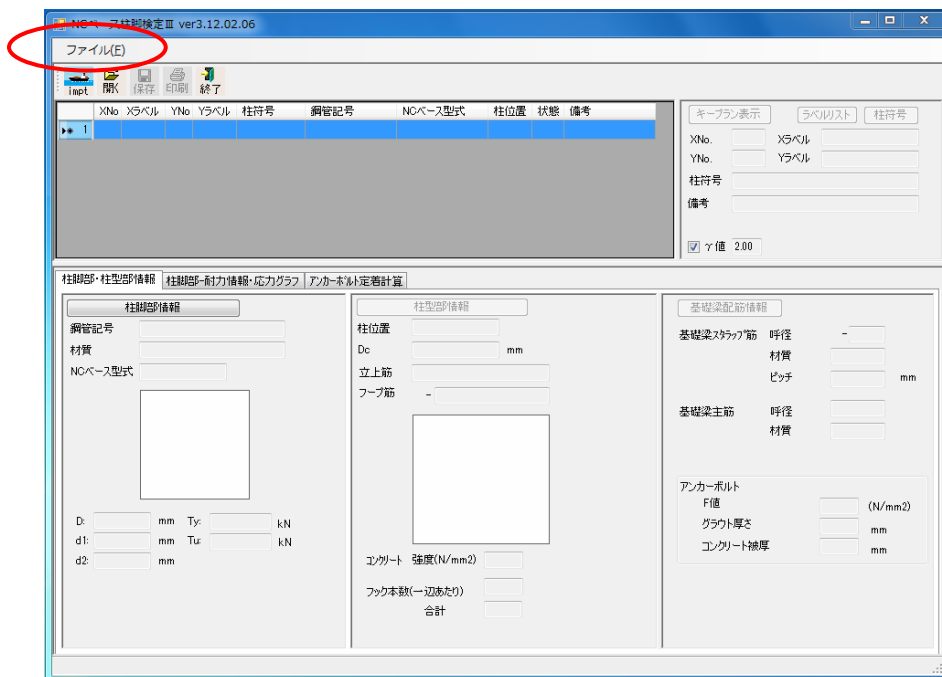 NCベース柱脚検定Ⅲ ver3.12.02.06
ファイル(F)
impt 開く 保存 印刷 終了
XNo Xラベル YNo Yラベル 柱符号 鋼管記号 NCベース型式 柱位置 状態 備考
1
キープラン表示 ラベルリスト 柱符号
XNo. Xラベル
YNo. Yラベル
柱符号
備考
γ値 2.00
柱脚部・柱型部情報 柱脚部-耐力情報・応力グラフ アンカーボルト定着計算
柱脚部情報
鋼管記号
材質
NCベース型式
D: mm Ty: kN
d1: mm Tu: kN
d2: mm
柱型部情報
柱位置
Dc mm
立上筋
フープ筋 -
コンクリート 強度(N/mm2)
フック本数(一辺あたり)
合計
基礎梁配筋情報
基礎梁スタラップ筋 呼径 -
材質
ピッチ mm
基礎梁主筋 呼径
材質
アンカーボルト
F値 (N/mm2)
グラウト厚さ mm
コンクリート被厚 mm